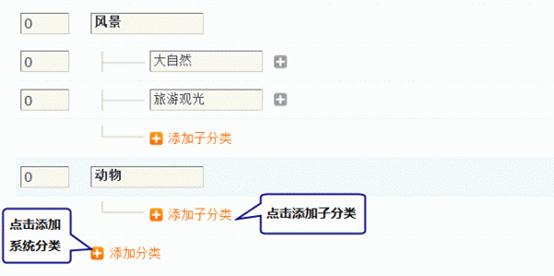 0 风景
0 大自然
0 旅游观光
添加子分类
0 动物
添加子分类
点击添加子分类
点击添加
系统分类
添加分类